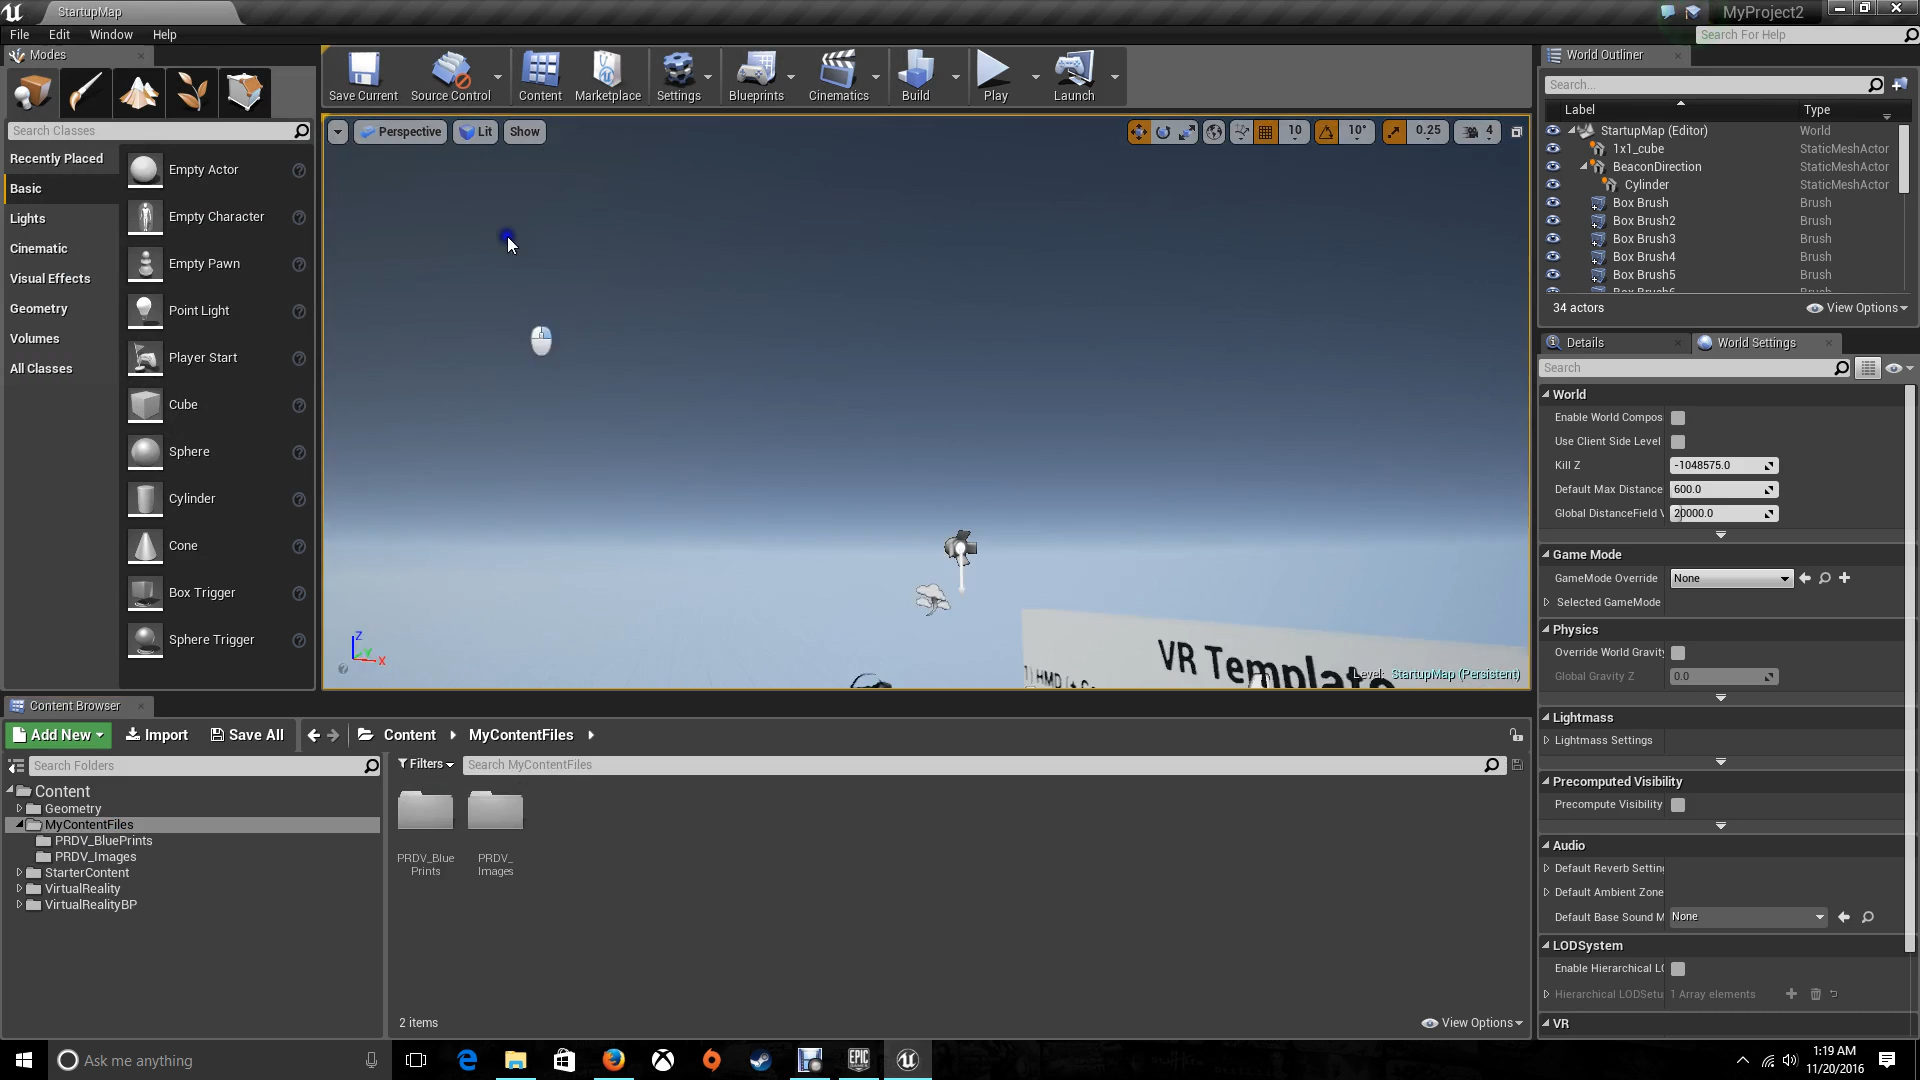 StartupMap
MyProject2
File Edit Window Help
Search For Help
Modes
Search Classes
Recently Placed
Basic
Lights
Cinematic
Visual Effects
Geometry
Volumes
All Classes
Empty Actor
Empty Character
Empty Pawn
Point Light
Player Start
Cube
Sphere
Cylinder
Cone
Box Trigger
Sphere Trigger
Save Current Source Control Content Marketplace Settings Blueprints Cinematics Build Play Launch
Perspective Lit Show
10 10° 0.25 4
VR Template
Z
Y
X
Level: StartupMap (Persistent)
World Outliner
Search...
Label Type
StartupMap (Editor) World
1x1_cube StaticMeshActor
BeaconDirection StaticMeshActor
Cylinder StaticMeshActor
Box Brush Brush
Box Brush2 Brush
Box Brush3 Brush
Box Brush4 Brush
Box Brush5 Brush
Box Brush6 Brush
34 actors View Options
Details World Settings
Search
World
Enable World Compos
Use Client Side Level
Kill Z -1048575.0
Default Max Distance 600.0
Global DistanceField V 20000.0
Game Mode
GameMode Override None
Selected GameMode
Physics
Override World Gravity
Global Gravity Z 0.0
Lightmass
Lightmass Settings
Precomputed Visibility
Precompute Visibility
Audio
Default Reverb Setting
Default Ambient Zone
Default Base Sound M None
LODSystem
Enable Hierarchical LO
Hierarchical LODSetu 1 Array elements
VR
Content Browser
Add New Import Save All Content MyContentFiles
Search Folders
Filters Search MyContentFiles
Content
Geometry
MyContentFiles
PRDV_BluePrints
PRDV_Images
StarterContent
VirtualReality
VirtualRealityBP
PRDV_Blue
Prints
PRDV_
Images
2 items View Options
Ask me anything
EPIC
GAMES
1:19 AM
11/20/2016